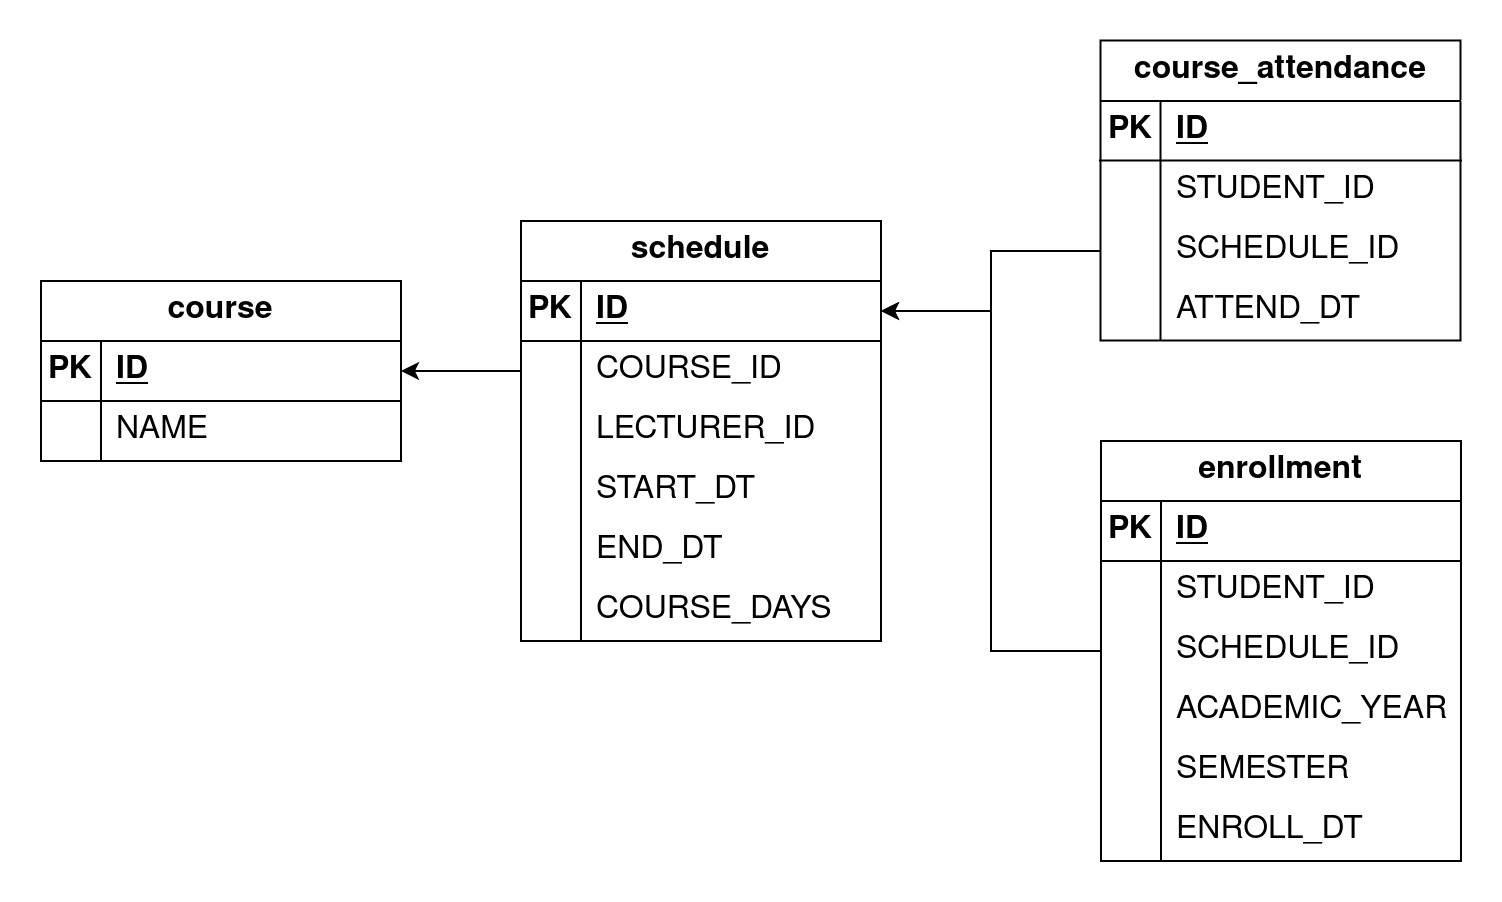 course
PK ID
NAME
schedule
PK ID
COURSE_ID
LECTURER_ID
START_DT
END_DT
COURSE_DAYS
course_attendance
PK ID
STUDENT_ID
SCHEDULE_ID
ATTEND_DT
enrollment
PK ID
STUDENT_ID
SCHEDULE_ID
ACADEMIC_YEAR
SEMESTER
ENROLL_DT